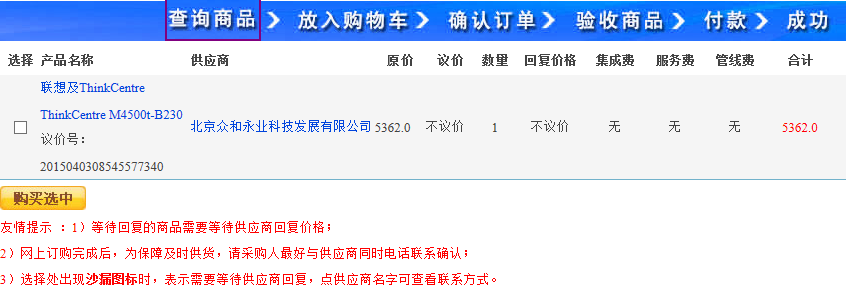 查询商品 放入购物车 确认订单 验收商品 付款 成功
选择 产品名称 供应商 原价 议价 数量 回复价格 集成费 服务费 管线费 合计
联想及ThinkCentre
ThinkCentre M4500t-B230
北京众和永业科技发展有限公司 5362.0 不议价 1 不议价 无 无 无 5362.0
议价号:
2015040308545577340
购买选中
友情提示 :1）等待回复的商品需要等待供应商回复价格;
2）网上订购完成后，为保障及时供货，请采购人最好与供应商同时电话联系确认;
3）选择处出现沙漏图标时，表示需要等待供应商回复，点供应商名字可查看联系方式。